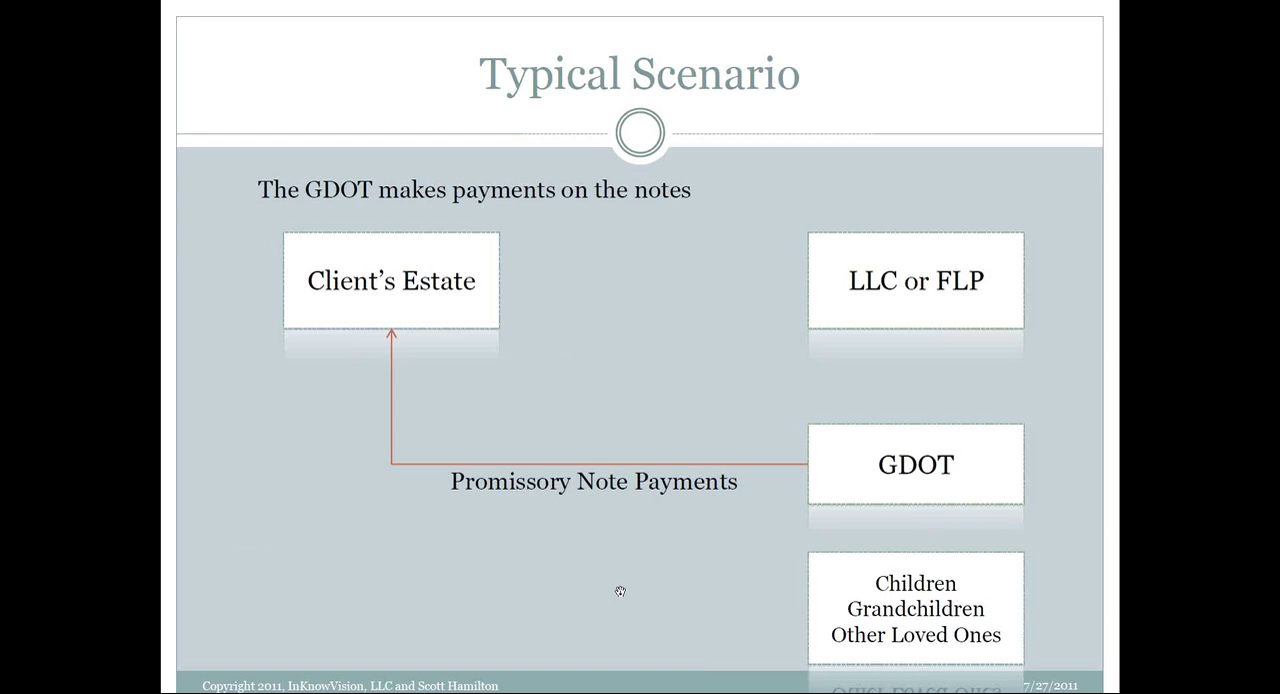 Typical Scenario
The GDOT makes payments on the notes
Client’s Estate
LLC or FLP
GDOT
Promissory Note Payments
Children
Grandchildren
Other Loved Ones
Copyright 2011, InKnowVision, LLC and Scott Hamilton
7/27/2011